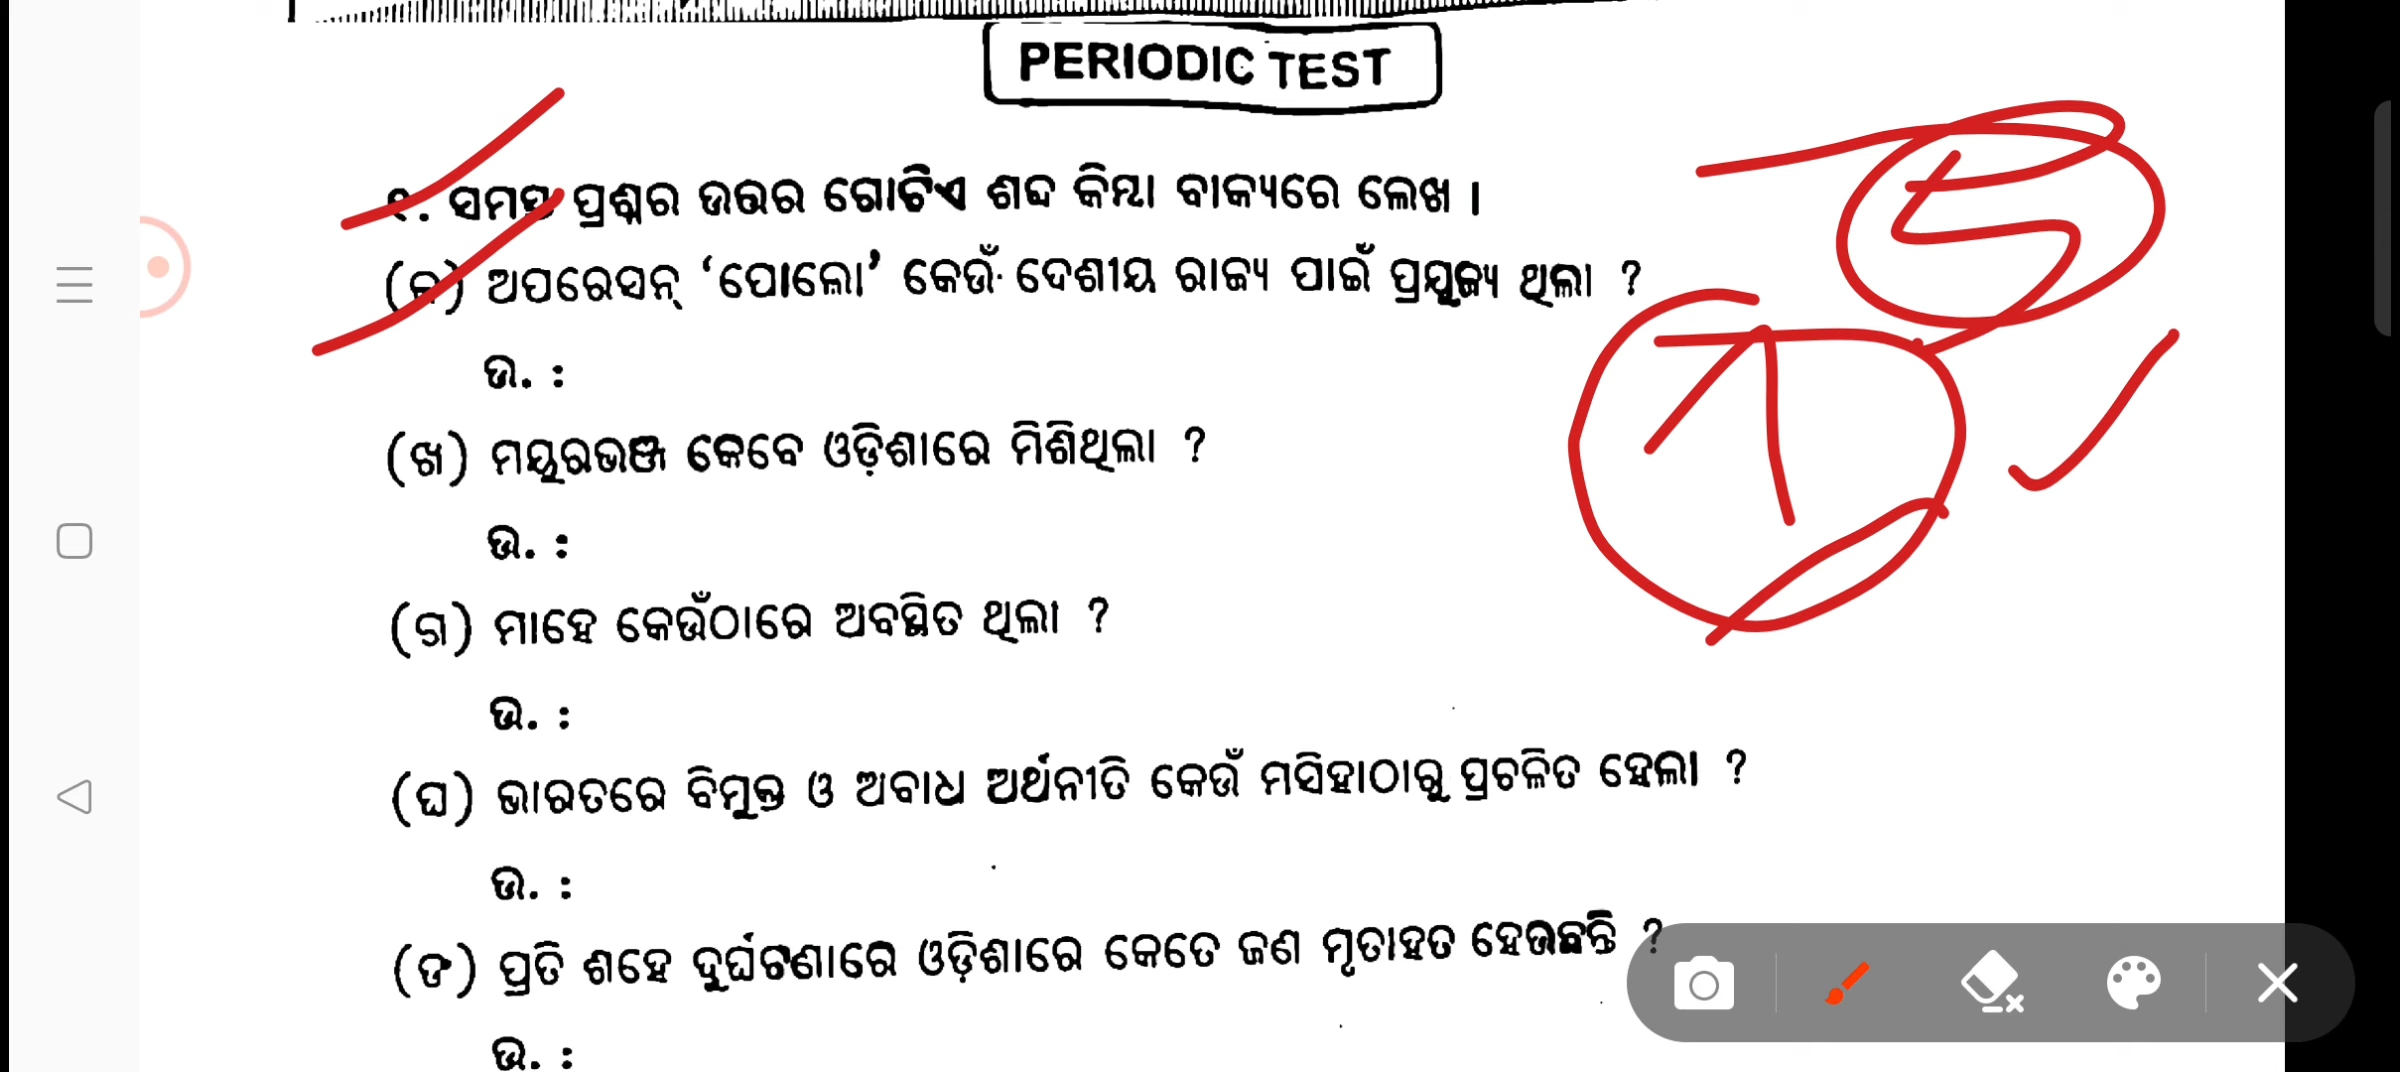 PERIODIC TEST
୧. ସମସ୍ତ ପ୍ରଶ୍ନର ଉତ୍ତର ଗୋଟିଏ ଶବ୍ଦ କିମ୍ବା ବାକ୍ୟରେ ଲେଖ ।
(କ) ଅପରେସନ୍ ‘ପୋଲୋ’ କେଉଁ ଦେଶୀୟ ରାଜ୍ୟ ପାଇଁ ପ୍ରଯୁଜ୍ୟ ଥିଲା ?
ଉ. :
(ଖ) ମୟୂରଭଞ୍ଜ କେବେ ଓଡ଼ିଶାରେ ମିଶିଥିଲା ?
ଉ. :
(ଗ) ମାହେ କେଉଁଠାରେ ଅବସ୍ଥିତ ଥିଲା ?
ଉ. :
(ଘ) ଭାରତରେ ବିମୁକ୍ତ ଓ ଅବାଧ ଅର୍ଥନୀତି କେଉଁ ମସିହାଠାରୁ ପ୍ରଚଳିତ ହେଲା ?
ଉ. :
(ଙ) ପ୍ରତି ଶହେ ଦୁର୍ଘଟଣାରେ ଓଡ଼ିଶାରେ କେତେ ଜଣ ମୃତାହତ ହେଉଛନ୍ତି ?
ଉ. :